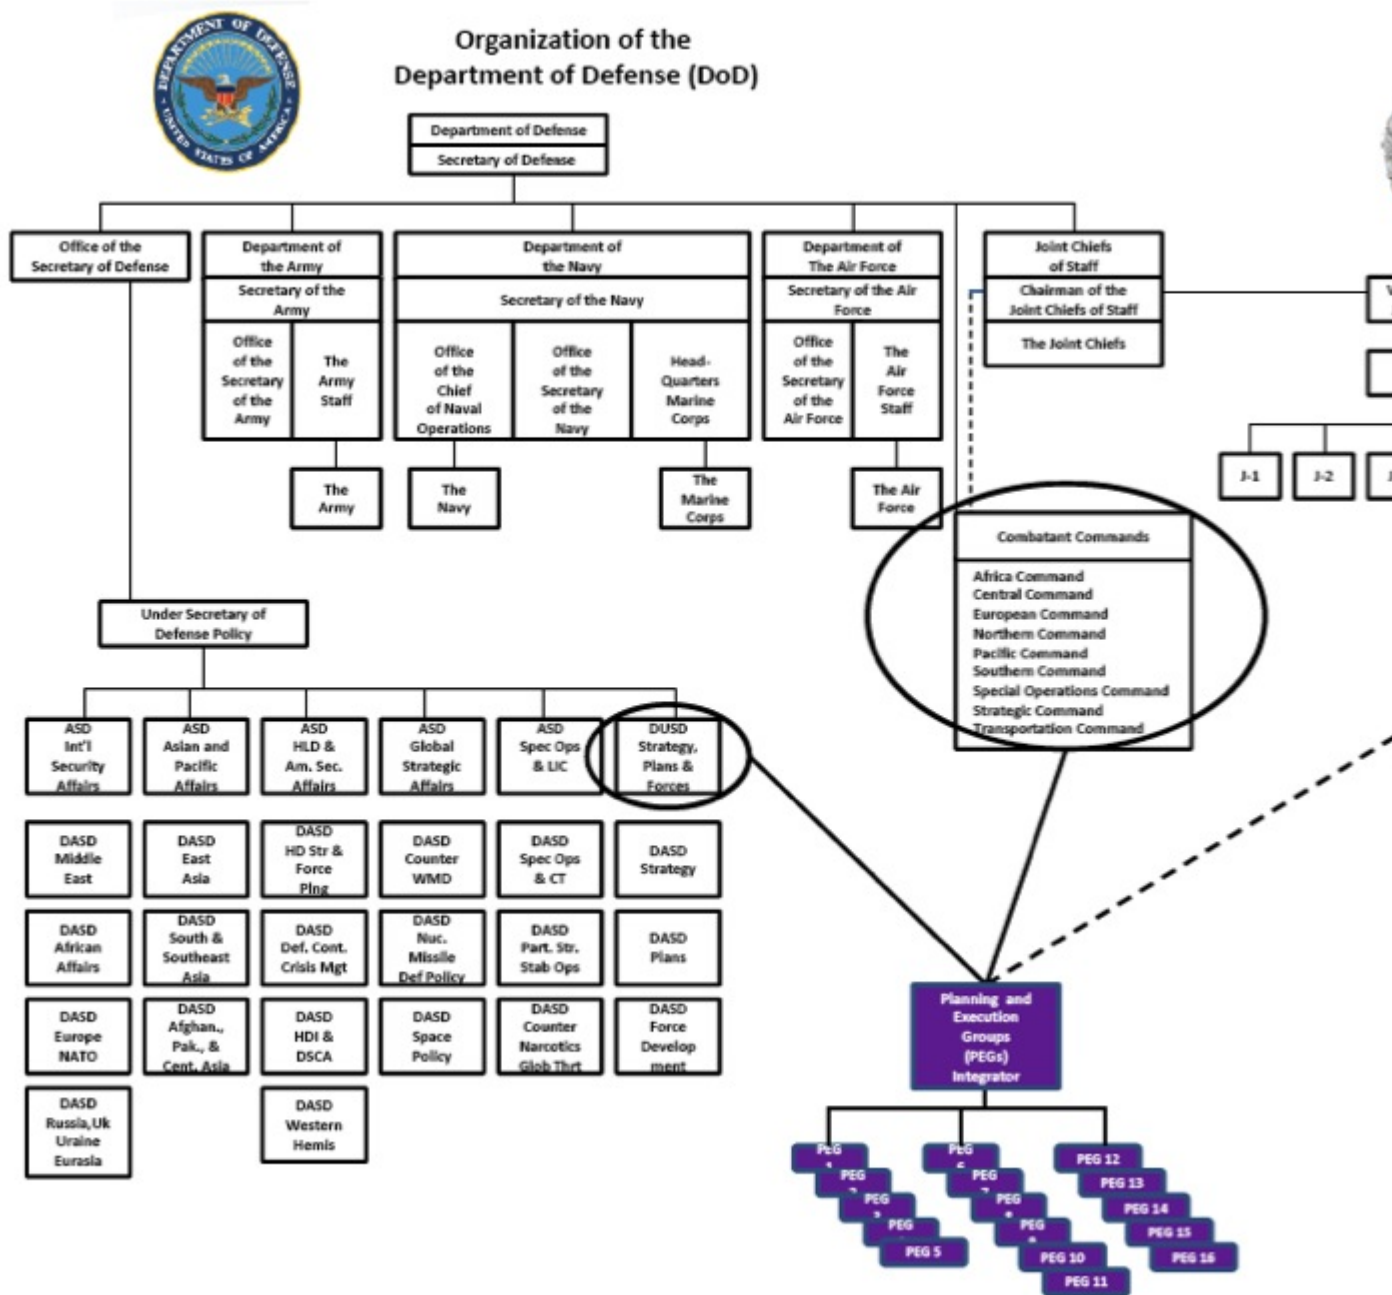 DEPARTMENT OF DEFENSE
UNITED STATES OF AMERICA
Organization of the
Department of Defense (DoD)
Department of Defense
Secretary of Defense
Office of the
Secretary of Defense
Department of
the Army
Secretary of the
Army
Office
of the
Secretary
of the
Army
The
Army
Staff
The
Army
Department of
the Navy
Secretary of the Navy
Office
of the
Chief
of Naval
Operations
Office
of the
Secretary
of the
Navy
Head-
Quarters
Marine
Corps
The
Navy
The
Marine
Corps
Department of
The Air Force
Secretary of the Air
Force
Office
of the
Secretary
of the
Air Force
The
Air
Force
Staff
The Air
Force
Joint Chiefs
of Staff
Chairman of the
Joint Chiefs of Staff
The Joint Chiefs
J-1
J-2
Combatant Commands
Africa Command
Central Command
European Command
Northern Command
Pacific Command
Southern Command
Special Operations Command
Strategic Command
Transportation Command
Under Secretary of
Defense Policy
ASD
Int'l
Security
Affairs
ASD
Asian and
Pacific
Affairs
ASD
HLD &
Am. Sec.
Affairs
ASD
Global
Strategic
Affairs
ASD
Spec Ops
& LIC
DUSD
Strategy,
Plans &
Forces
DASD
Middle
East
DASD
East
Asia
DASD
HD Str &
Force
Plng
DASD
Counter
WMD
DASD
Spec Ops
& CT
DASD
Strategy
DASD
African
Affairs
DASD
South &
Southeast
Asia
DASD
Def. Cont.
Crisis Mgt
DASD
Nuc.
Missile
Def Policy
DASD
Part. Str.
Stab Ops
DASD
Plans
DASD
Europe
NATO
DASD
Afghan.,
Pak., &
Cent. Asia
DASD
HDI &
DSCA
DASD
Space
Policy
DASD
Counter
Narcotics
Glob Thrt
DASD
Force
Develop
ment
DASD
Russia,Uk
Uraine
Eurasia
DASD
Western
Hemis
Planning and
Execution
Groups
(PEGs)
Integrator
PEG
PEG
PEG
PEG
PEG 5
PEG
PEG
PEG
PEG
PEG 10
PEG 11
PEG 12
PEG 13
PEG 14
PEG 15
PEG 16